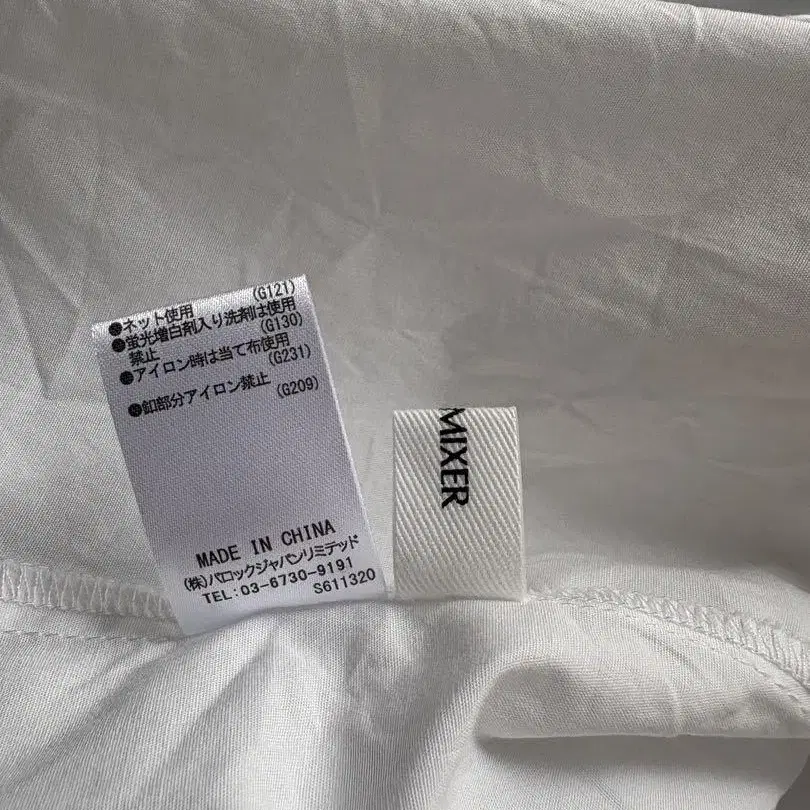 ●ネット使用 (G121)
●蛍光増白剤入り洗剤は使用
禁止 (G130)
●アイロン時は当て布使用
(G231)
●釦部分アイロン禁止
(G209)
MADE IN CHINA
(株)バロックジャパンリミテッド
TEL:03-6730-9191
S611320
MIXER